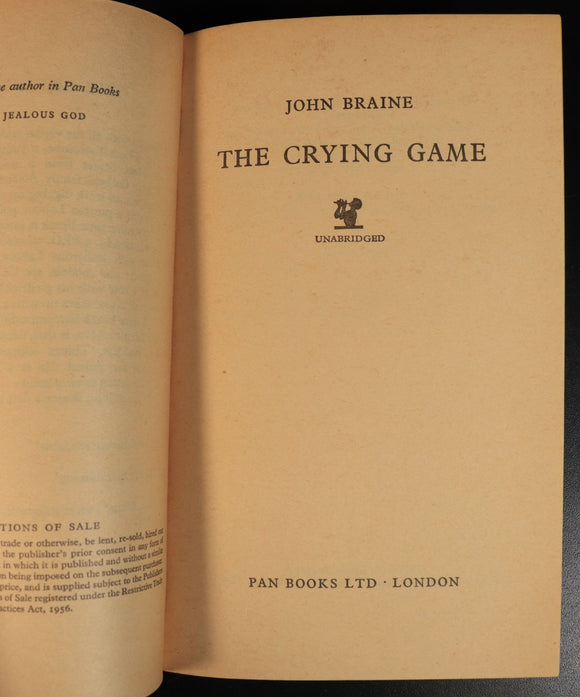 e author in Pan Books
JEALOUS GOD
TIONS OF SALE
trade or otherwise, be lent, re-sold, hired out
the publisher's prior consent in any form of
in which it is published and without a similar
n being imposed on the subsequent purchaser.
price, and is supplied subject to the Publishers
s of Sale registered under the Restrictive Trade
actices Act, 1956.
JOHN BRAINE
THE CRYING GAME
UNABRIDGED
PAN BOOKS LTD · LONDON